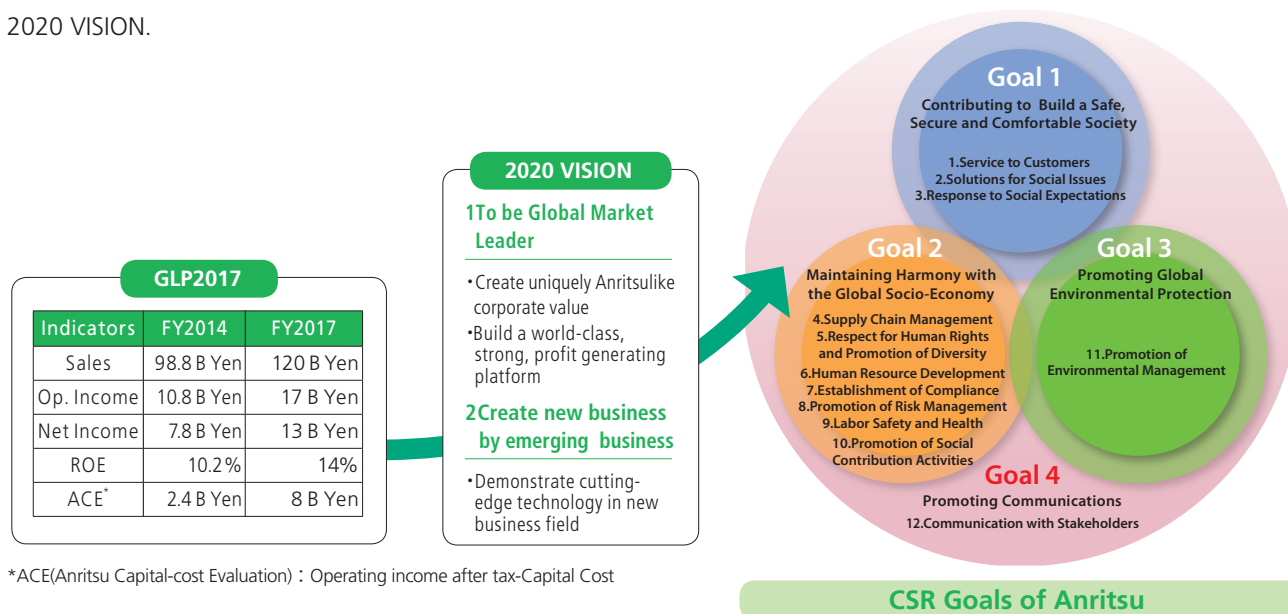 2020 VISION.
GLP2017
Indicators FY2014 FY2017
Sales 98.8 B Yen 120 B Yen
Op. Income 10.8 B Yen 17 B Yen
Net Income 7.8 B Yen 13 B Yen
ROE 10.2% 14%
ACE* 2.4 B Yen 8 B Yen
*ACE(Anritsu Capital-cost Evaluation)：Operating income after tax-Capital Cost
2020 VISION
1To be Global Market
Leader
・Create uniquely Anritsulike
corporate value
・Build a world-class,
strong, profit generating
platform
2Create new business
by emerging business
・Demonstrate cutting-
edge technology in new
business field
Goal 1
Contributing to Build a Safe,
Secure and Comfortable Society
1.Service to Customers
2.Solutions for Social Issues
3.Response to Social Expectations
Goal 2
Maintaining Harmony with
the Global Socio-Economy
4.Supply Chain Management
5.Respect for Human Rights
and Promotion of Diversity
6.Human Resource Development
7.Establishment of Compliance
8.Promotion of Risk Management
9.Labor Safety and Health
10.Promotion of Social
Contribution Activities
Goal 3
Promoting Global
Environmental Protection
11.Promotion of
Environmental Management
Goal 4
Promoting Communications
12.Communication with Stakeholders
CSR Goals of Anritsu